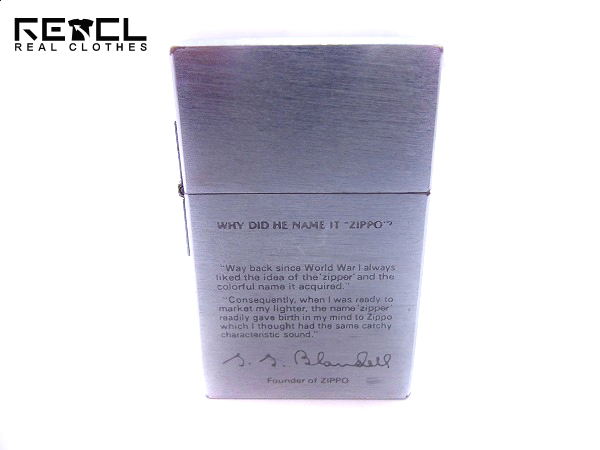 RECL
REAL CLOTHES
WHY DID HE NAME IT "ZIPPO"?
"Way back since World War I always
liked the idea of the 'zipper' and the
colorful name it acquired."
"Consequently, when I was ready to
market my lighter, the name 'zipper'
readily gave birth in my mind to Zippo
which I thought had the same catchy
characteristic sound."
G. G. Blaisdell
Founder of ZIPPO